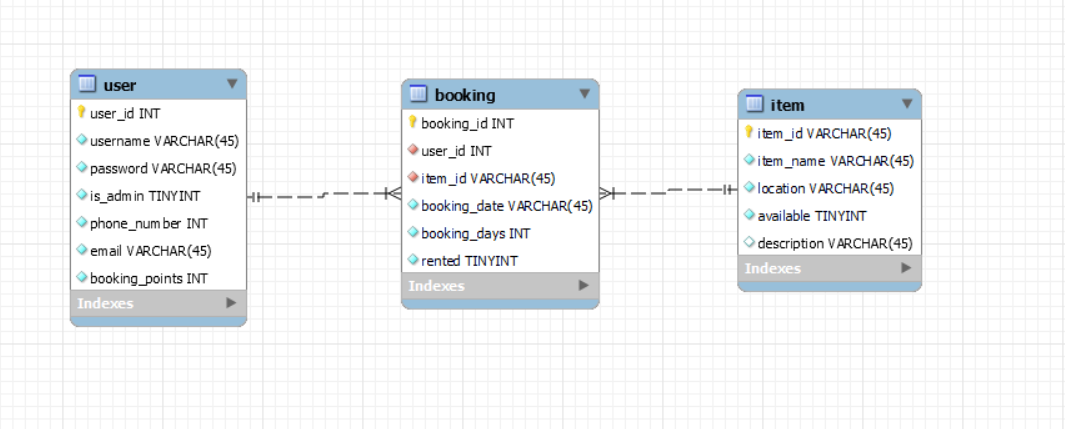 user
user_id INT
username VARCHAR(45)
password VARCHAR(45)
is_admin TINYINT
phone_number INT
email VARCHAR(45)
booking_points INT
Indexes
booking
booking_id INT
user_id INT
item_id VARCHAR(45)
booking_date VARCHAR(45)
booking_days INT
rented TINYINT
Indexes
item
item_id VARCHAR(45)
item_name VARCHAR(45)
location VARCHAR(45)
available TINYINT
description VARCHAR(45)
Indexes